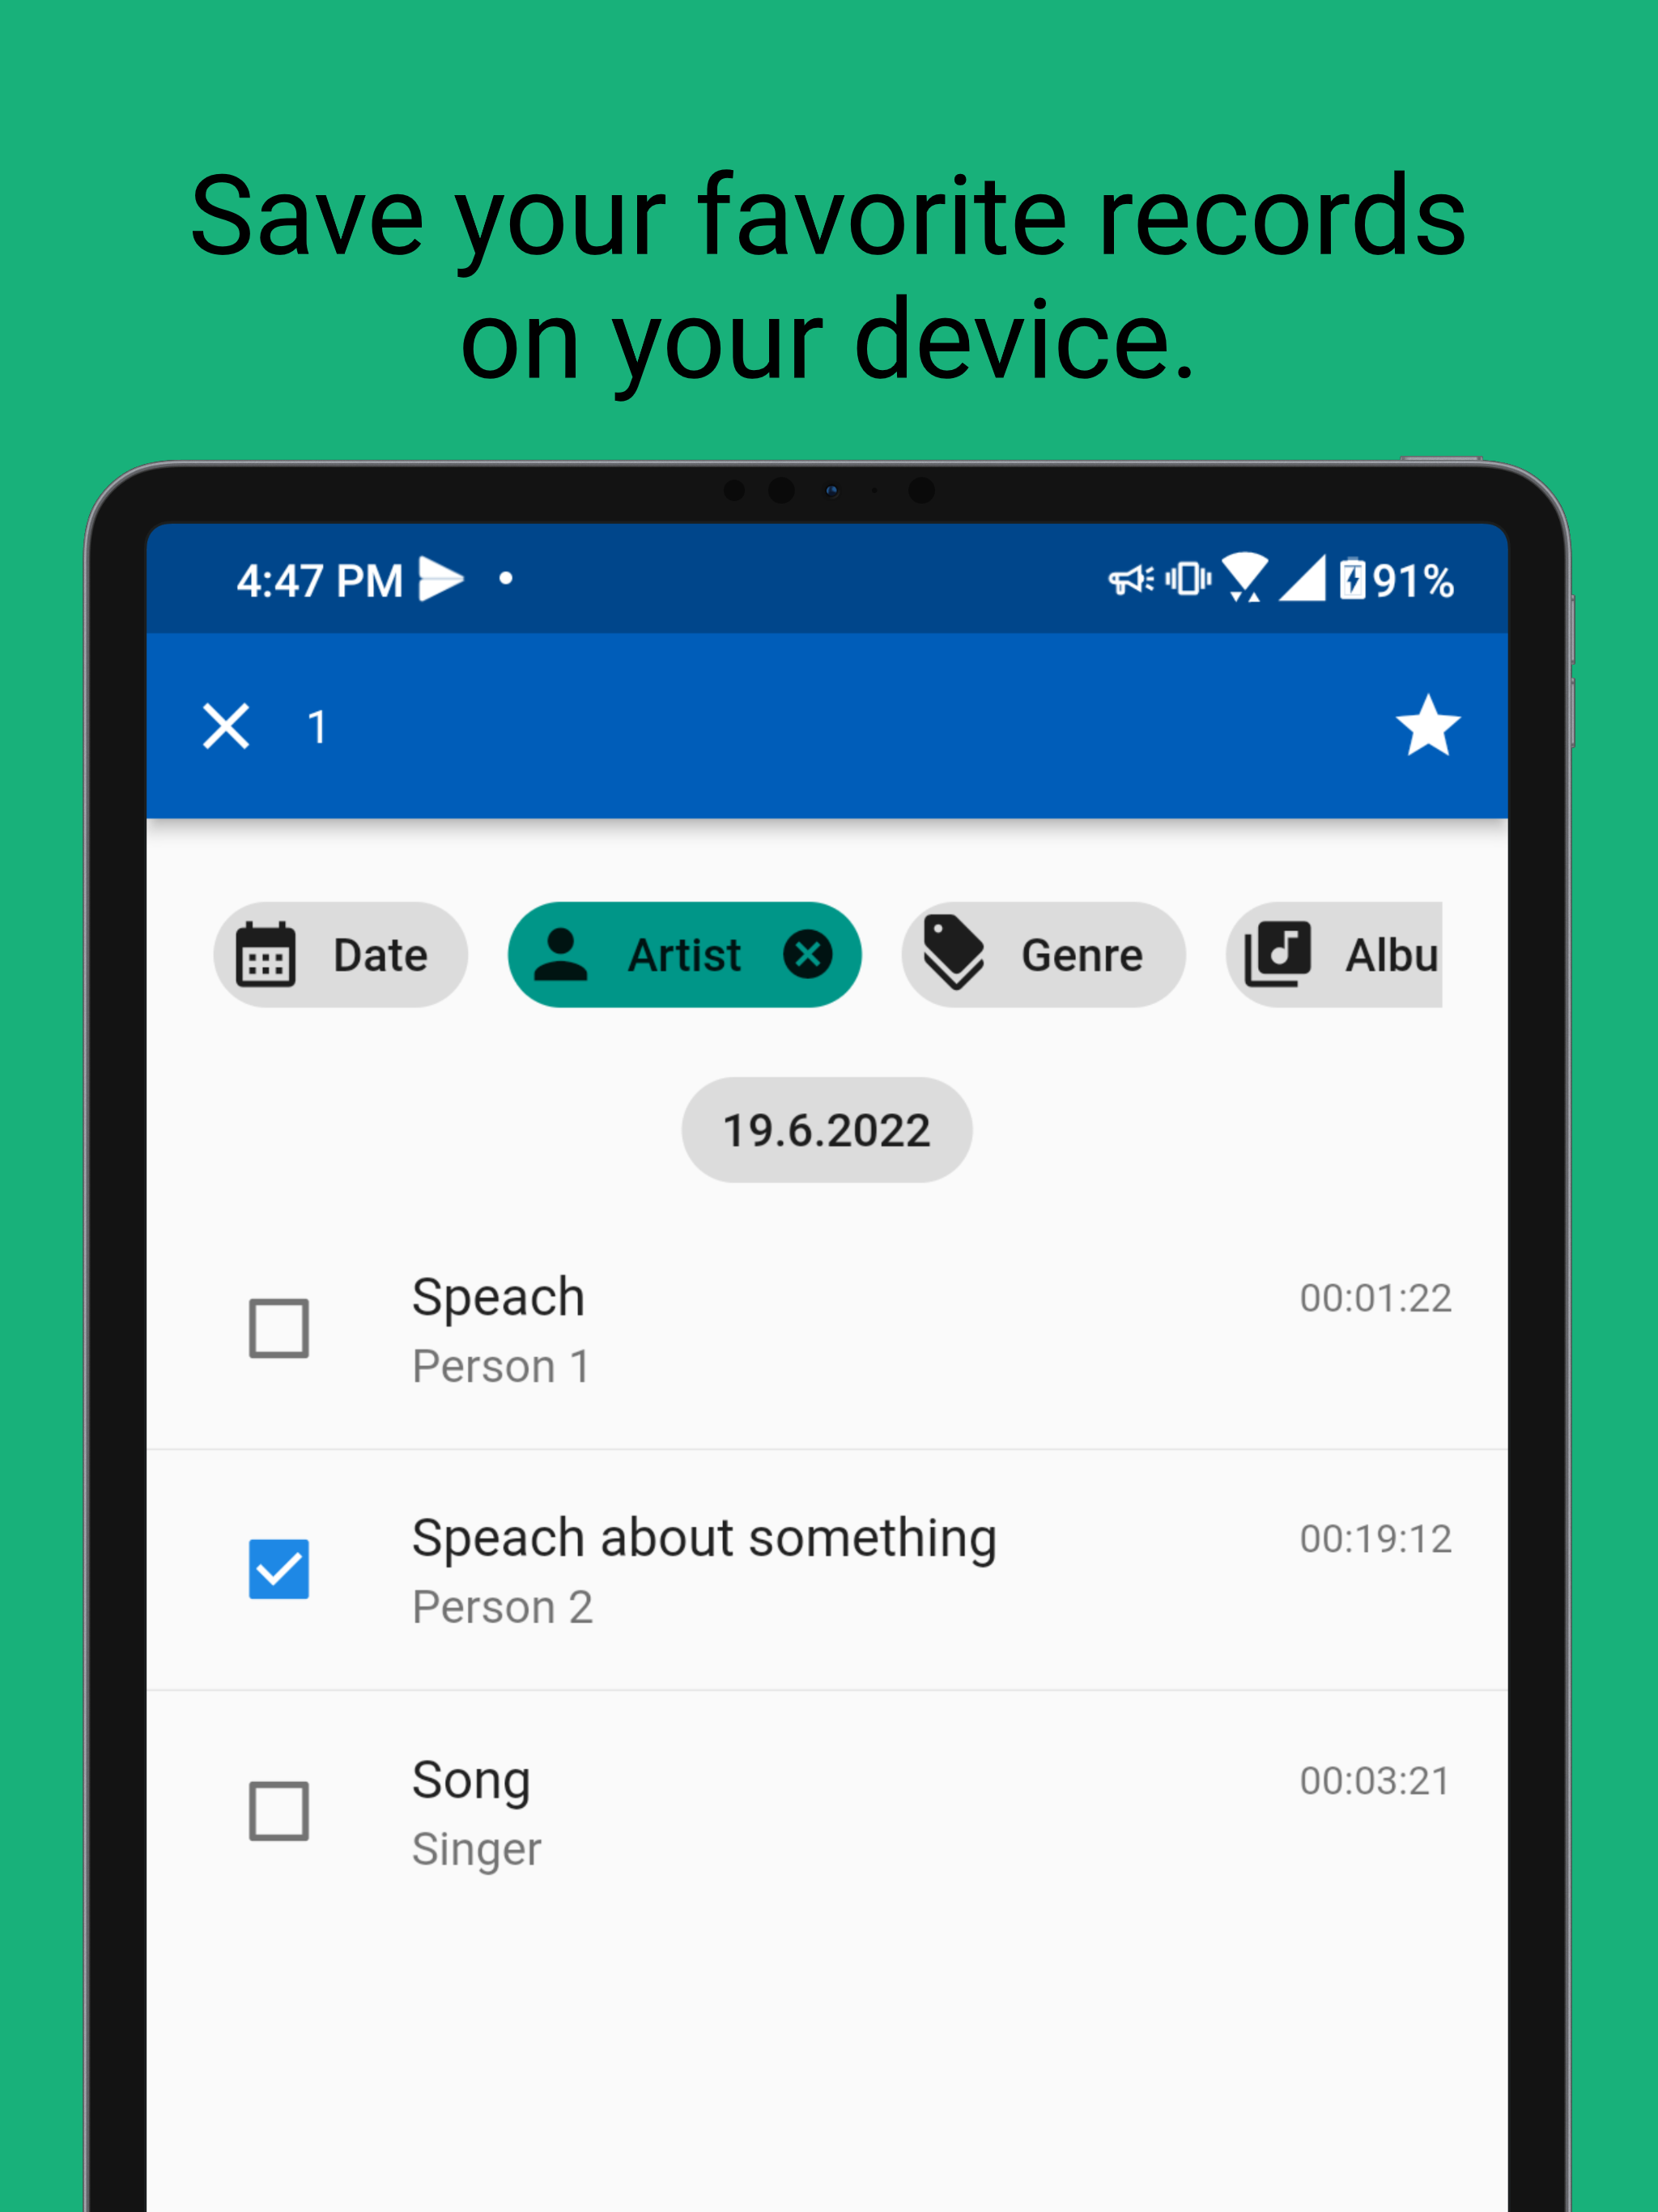 Save your favorite records
on your device.
4:47 PM 91%
1
Date Artist Genre Albu
19.6.2022
Speach 00:01:22
Person 1
Speach about something 00:19:12
Person 2
Song 00:03:21
Singer